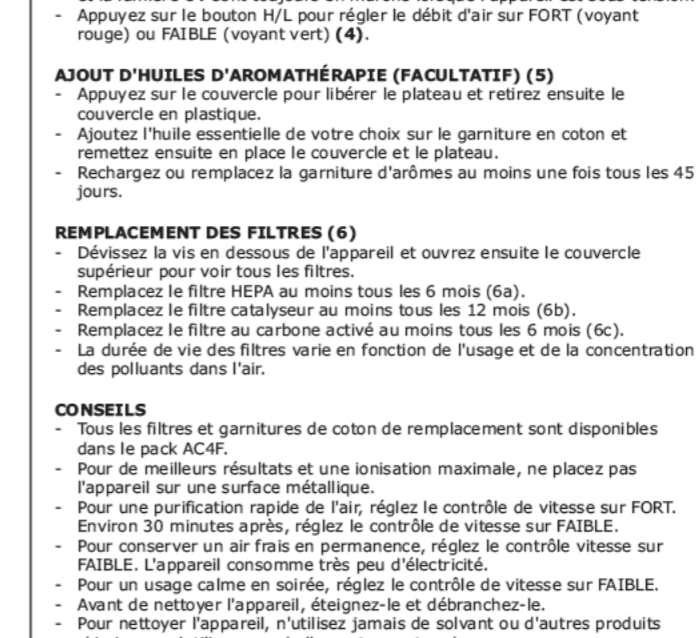 - Appuyez sur le bouton H/L pour régler le débit d'air sur FORT (voyant
rouge) ou FAIBLE (voyant vert) (4).
AJOUT D'HUILES D'AROMATHÉRAPIE (FACULTATIF) (5)
- Appuyez sur le couvercle pour libérer le plateau et retirez ensuite le
couvercle en plastique.
- Ajoutez l'huile essentielle de votre choix sur le garniture en coton et
remettez ensuite en place le couvercle et le plateau.
- Rechargez ou remplacez la garniture d'arômes au moins une fois tous les 45
jours.
REMPLACEMENT DES FILTRES (6)
- Dévissez la vis en dessous de l'appareil et ouvrez ensuite le couvercle
supérieur pour voir tous les filtres.
- Remplacez le filtre HEPA au moins tous les 6 mois (6a).
- Remplacez le filtre catalyseur au moins tous les 12 mois (6b).
- Remplacez le filtre au carbone activé au moins tous les 6 mois (6c).
- La durée de vie des filtres varie en fonction de l'usage et de la concentration
des polluants dans l'air.
CONSEILS
- Tous les filtres et garnitures de coton de remplacement sont disponibles
dans le pack AC4F.
- Pour de meilleurs résultats et une ionisation maximale, ne placez pas
l'appareil sur une surface métallique.
- Pour une purification rapide de l'air, réglez le contrôle de vitesse sur FORT.
Environ 30 minutes après, réglez le contrôle de vitesse sur FAIBLE.
- Pour conserver un air frais en permanence, réglez le contrôle vitesse sur
FAIBLE. L'appareil consomme très peu d'électricité.
- Pour un usage calme en soirée, réglez le contrôle de vitesse sur FAIBLE.
- Avant de nettoyer l'appareil, éteignez-le et débranchez-le.
- Pour nettoyer l'appareil, n'utilisez jamais de solvant ou d'autres produits